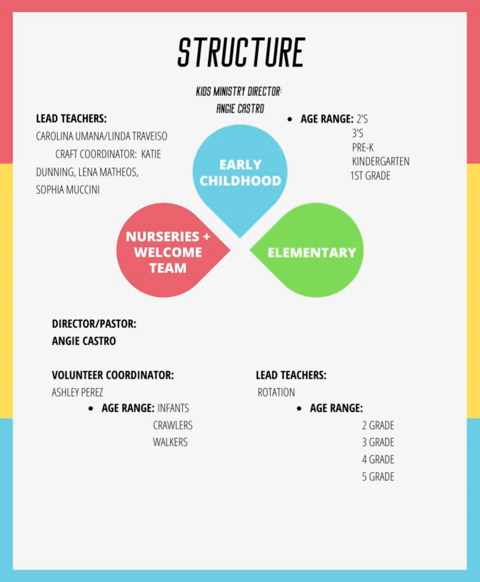 STRUCTURE
KIDS MINISTRY DIRECTOR:
ANGIE CASTRO
LEAD TEACHERS:
CAROLINA UMANA/LINDA TRAVEISO
CRAFT COORDINATOR: KATIE
DUNNING, LENA MATHEOS,
SOPHIA MUCCINI
• AGE RANGE: 2'S
3'S
PRE-K
KINDERGARTEN
1ST GRADE
EARLY
CHILDHOOD
NURSERIES +
WELCOME
TEAM
ELEMENTARY
DIRECTOR/PASTOR:
ANGIE CASTRO
VOLUNTEER COORDINATOR:
ASHLEY PEREZ
• AGE RANGE: INFANTS
CRAWLERS
WALKERS
LEAD TEACHERS:
ROTATION
• AGE RANGE:
2 GRADE
3 GRADE
4 GRADE
5 GRADE